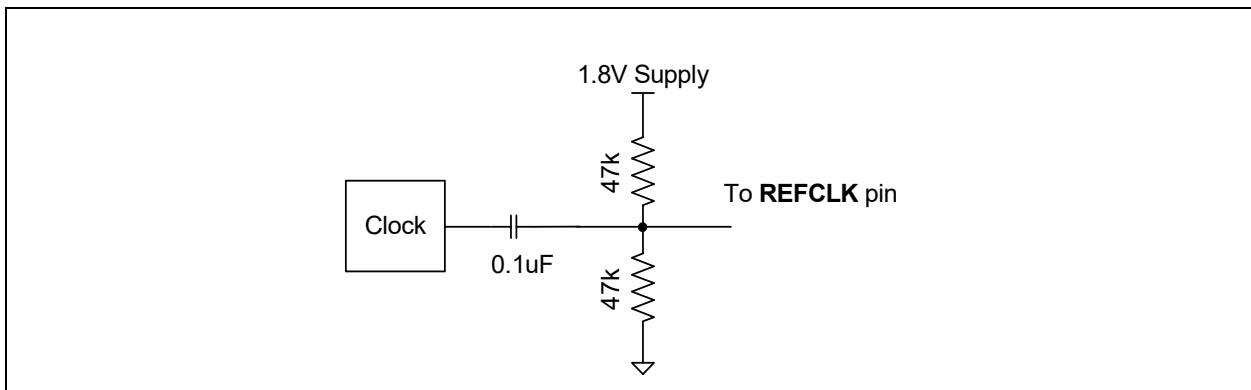 1.8V Supply
47k
To REFCLK pin
Clock
0.1uF
47k